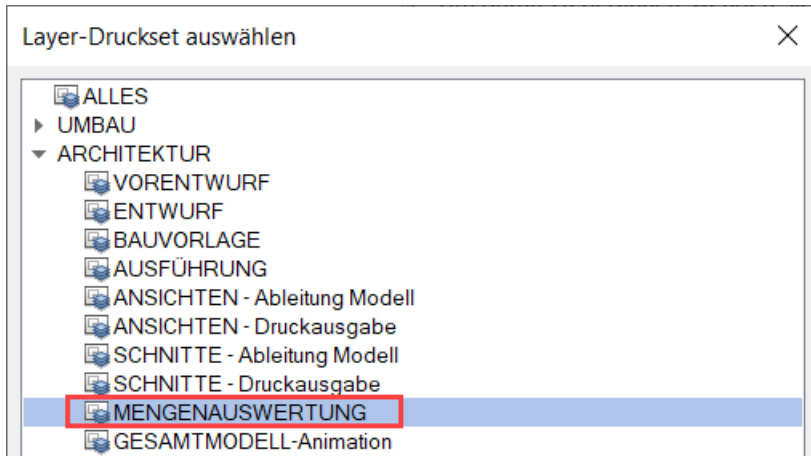 Layer-Druckset auswählen
ALLES
UMBAU
ARCHITEKTUR
VORENTWURF
ENTWURF
BAUVORLAGE
AUSFÜHRUNG
ANSICHTEN - Ableitung Modell
ANSICHTEN - Druckausgabe
SCHNITTE - Ableitung Modell
SCHNITTE - Druckausgabe
MENGENAUSWERTUNG
GESAMTMODELL-Animation